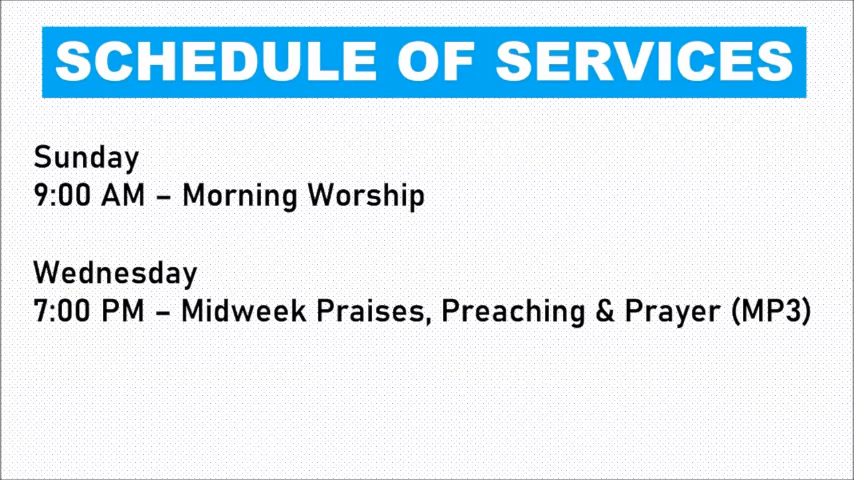 SCHEDULE OF SERVICES
Sunday
9:00 AM – Morning Worship
Wednesday
7:00 PM – Midweek Praises, Preaching & Prayer (MP3)